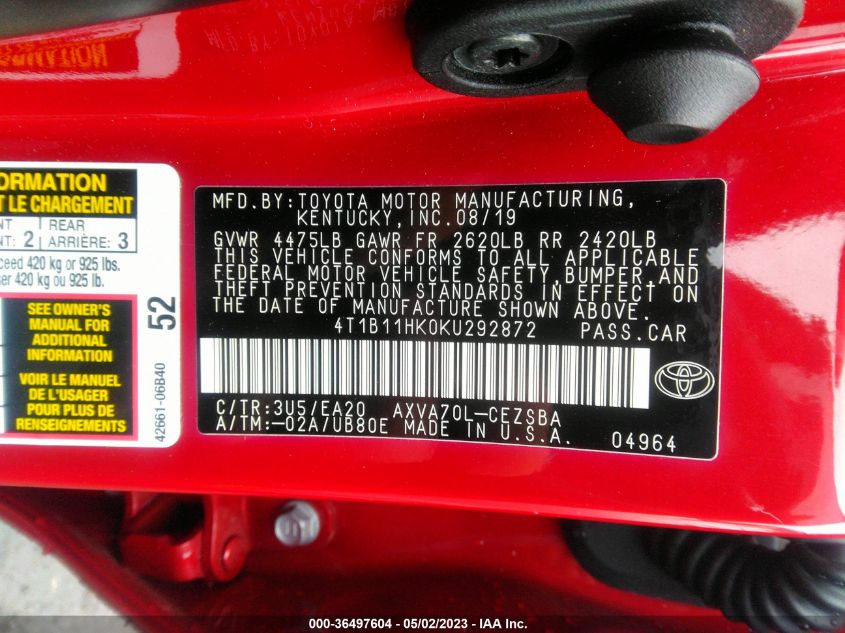 ORMATION
T LE CHARGEMENT
NT REAR
NT: 2 ARRIÈRE: 3
ceed 420 kg or 925 lbs.
ser 420 kg ou 925 lb.
SEE OWNER'S
MANUAL FOR
ADDITIONAL
INFORMATION
VOIR LE MANUEL
DE L'USAGER
POUR PLUS DE
RENSEIGNEMENTS
52
42661-06B40
MFD.BY:TOYOTA MOTOR MANUFACTURING,
KENTUCKY,INC.08/19
GVWR 4475LB GAWR FR 2620LB RR 2420LB
THIS VEHICLE CONFORMS TO ALL APPLICABLE
FEDERAL MOTOR VEHICLE SAFETY,BUMPER,AND
THEFT PREVENTION STANDARDS IN EFFECT ON
THE DATE OF MANUFACTURE SHOWN ABOVE.
4T1B11HK0KU292872 PASS.CAR
C/TR:3U5/EA20 AXVA70L-CEZSBA
A/TM:-02A/UB80E MADE IN U.S.A. 04964
000-36497604 - 05/02/2023 - IAA Inc.